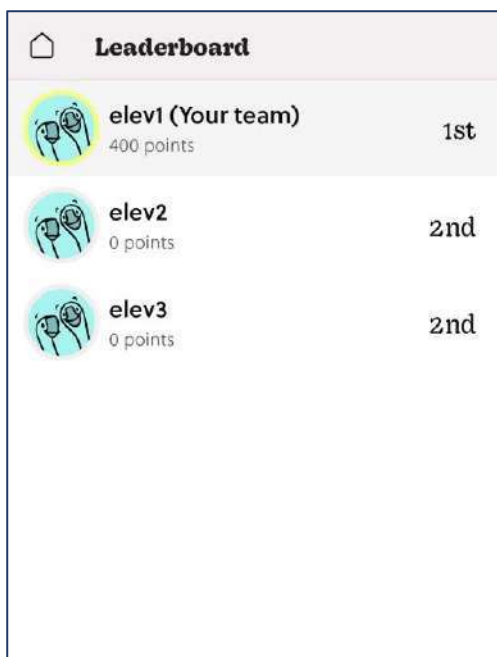 Leaderboard
elev1 (Your team)
400 points
1st
elev2
0 points
2nd
elev3
0 points
2nd